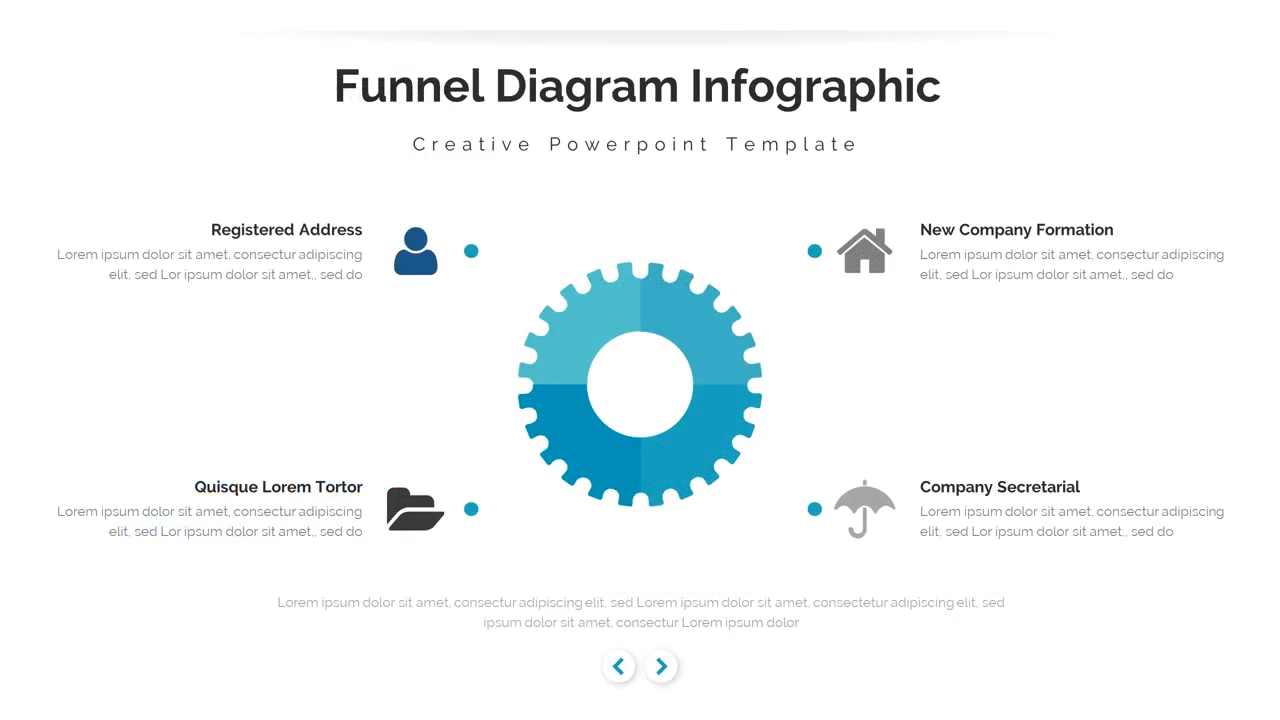 Funnel Diagram Infographic
Creative Powerpoint Template
Registered Address
Lorem ipsum dolor sit amet, consectur adipiscing
elit, sed Lor ipsum dolor sit amet,, sed do
New Company Formation
Lorem ipsum dolor sit amet, consectur adipiscing
elit, sed Lor ipsum dolor sit amet,, sed do
Quisque Lorem Tortor
Lorem ipsum dolor sit amet, consectur adipiscing
elit, sed Lor ipsum dolor sit amet,, sed do
Company Secretarial
Lorem ipsum dolor sit amet, consectur adipiscing
elit, sed Lor ipsum dolor sit amet,, sed do
Lorem ipsum dolor sit amet, consectur adipiscing elit, sed Lorem ipsum dolor sit amet, consectetur adipiscing elit, sed
ipsum dolor sit amet, consectur Lorem ipsum dolor